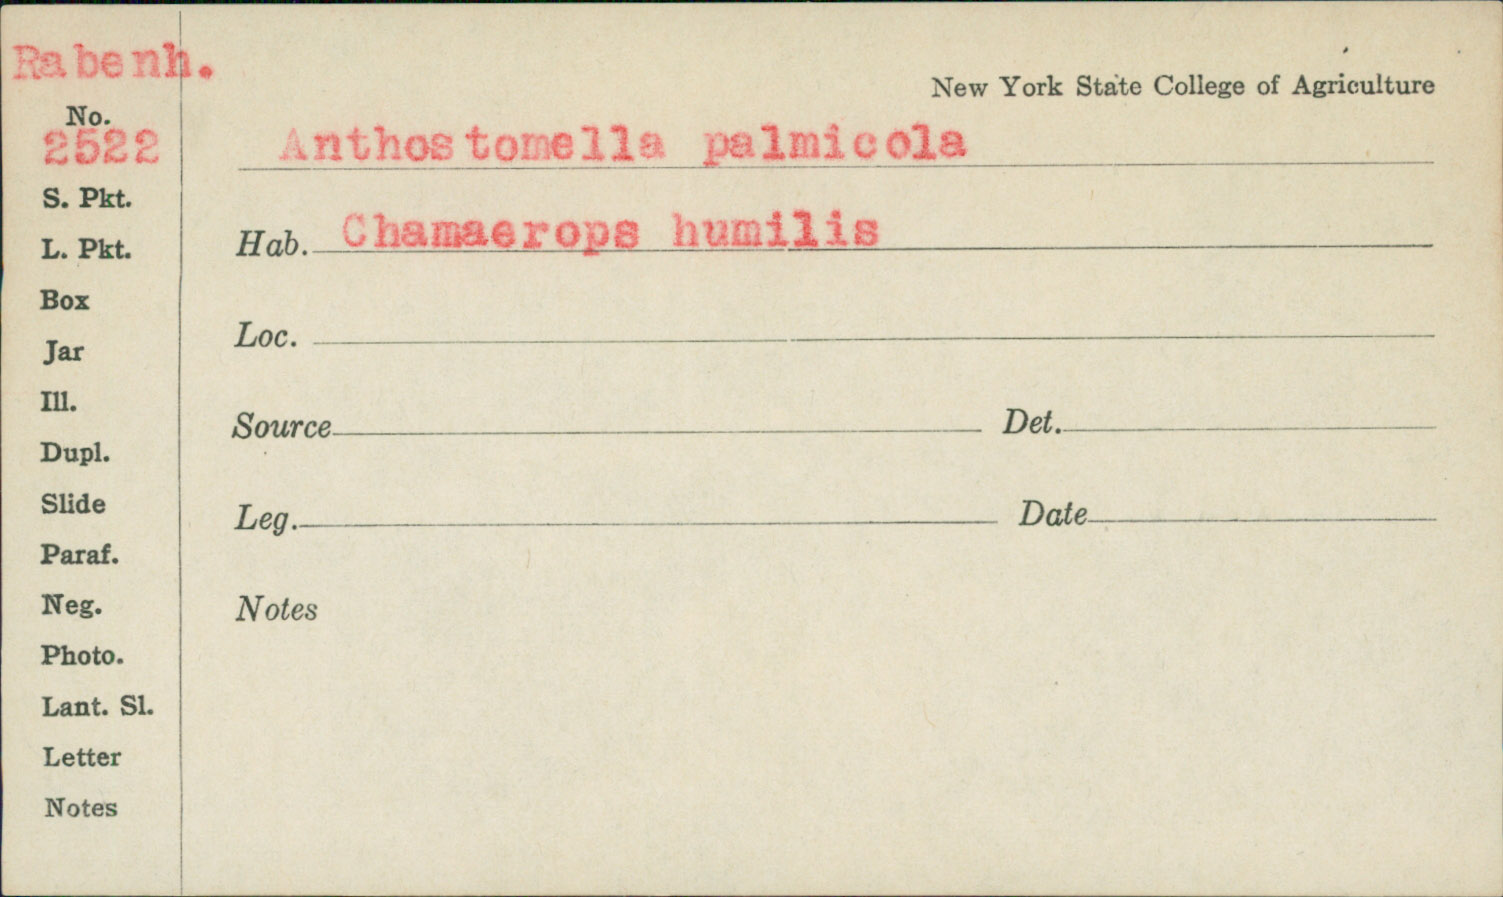 Rabenh.
New York State College of Agriculture
No.
2522
Anthostomella palmicola
S. Pkt.
Hab. Chamaerops humilis
L. Pkt.
Box
Loc.
Jar
Ill.
Source Det.
Dupl.
Slide
Leg. Date
Paraf.
Neg.
Notes
Photo.
Lant. Sl.
Letter
Notes